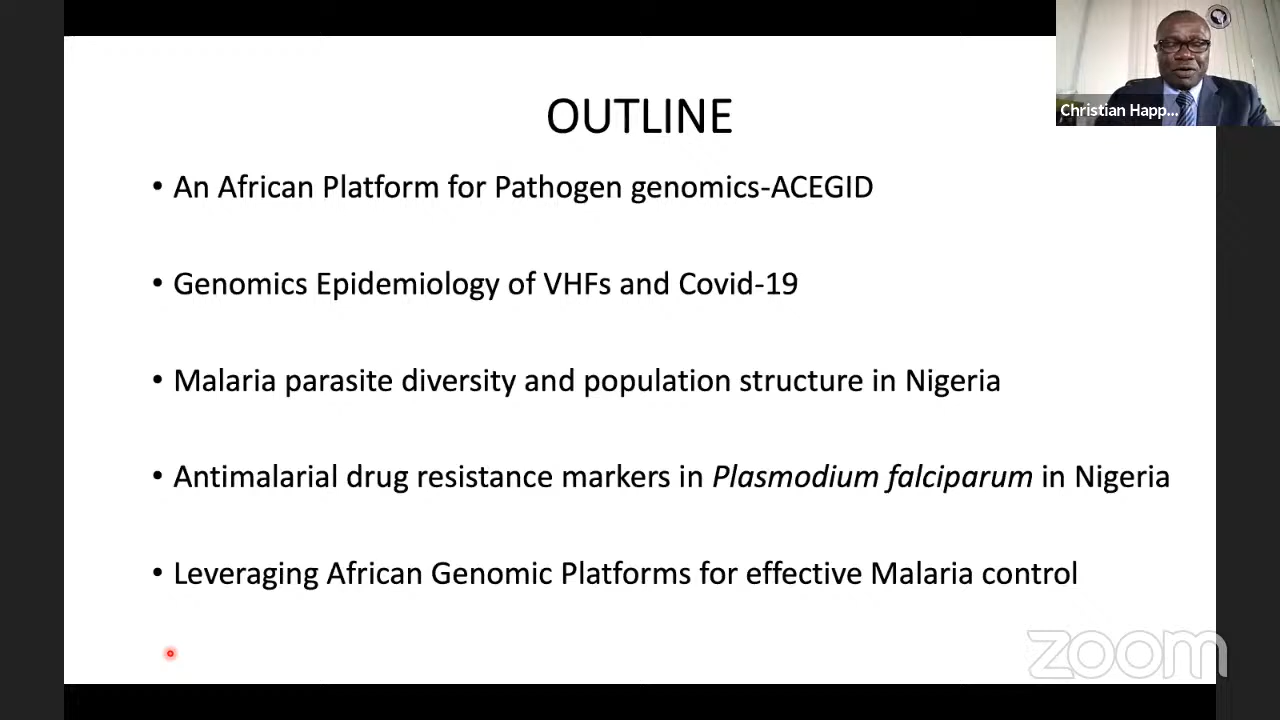 OUTLINE
Christian Happ...
• An African Platform for Pathogen genomics-ACEGID
• Genomics Epidemiology of VHFs and Covid-19
• Malaria parasite diversity and population structure in Nigeria
• Antimalarial drug resistance markers in Plasmodium falciparum in Nigeria
• Leveraging African Genomic Platforms for effective Malaria control
zoom